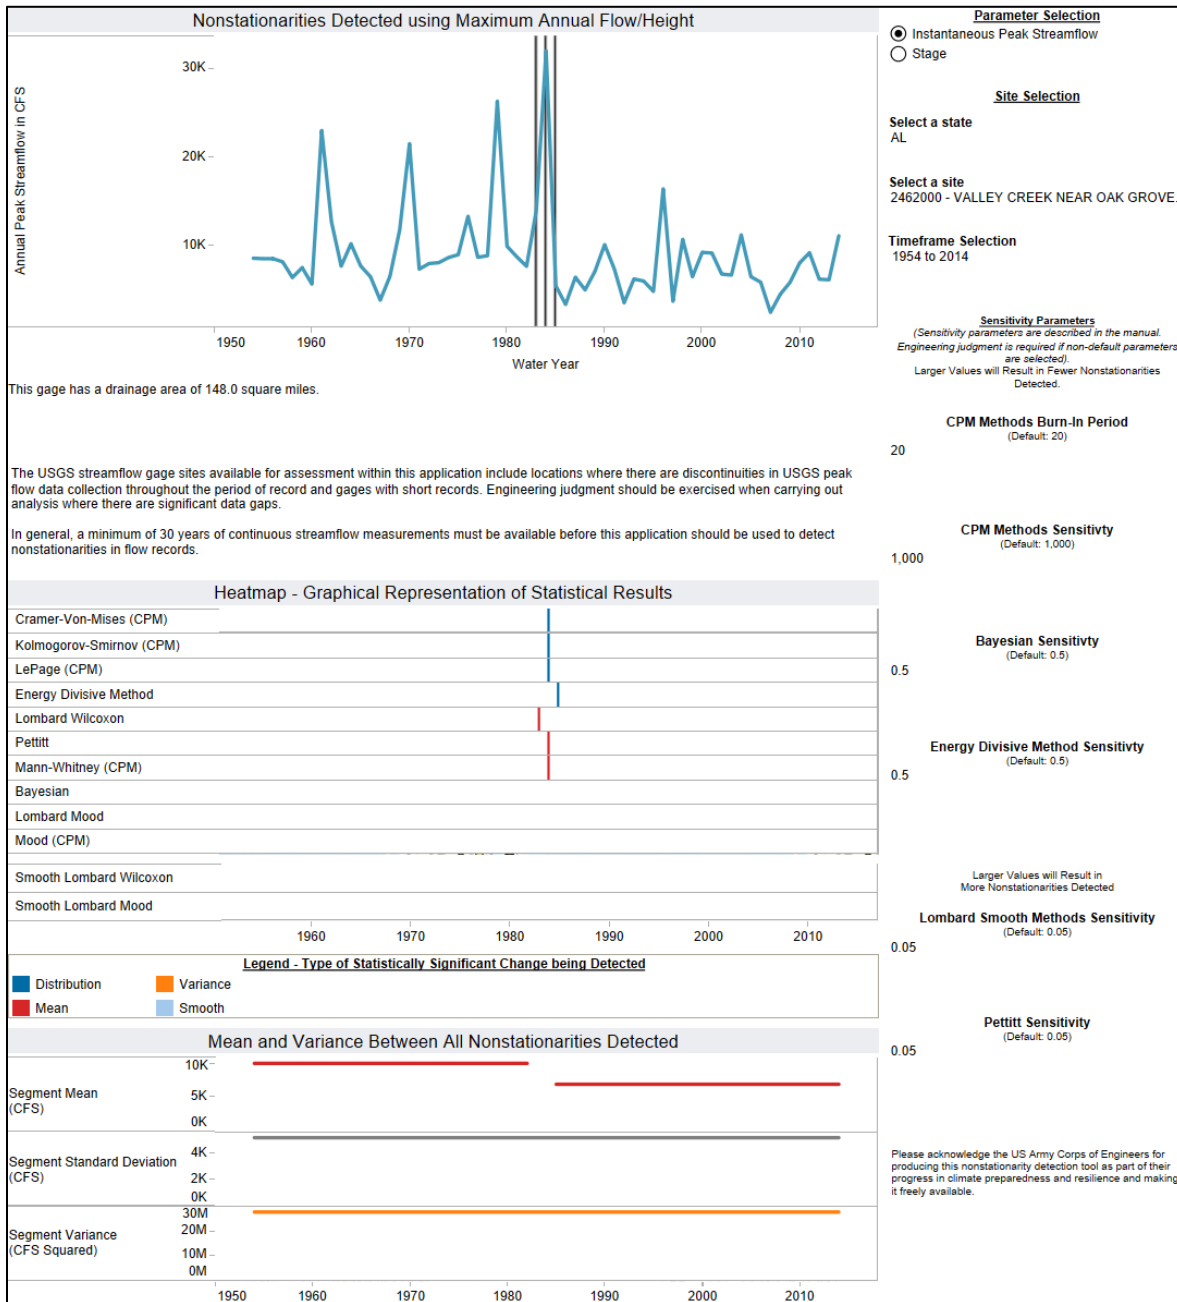 Nonstationarities Detected using Maximum Annual Flow/Height
Annual Peak Streamflow in CFS
30K
20K
10K
1950 1960 1970 1980 1990 2000 2010
Water Year
This gage has a drainage area of 148.0 square miles.
The USGS streamflow gage sites available for assessment within this application include locations where there are discontinuities in USGS peak
flow data collection throughout the period of record and gages with short records. Engineering judgment should be exercised when carrying out
analysis where there are significant data gaps.
In general, a minimum of 30 years of continuous streamflow measurements must be available before this application should be used to detect
nonstationarities in flow records.
Heatmap - Graphical Representation of Statistical Results
Cramer-Von-Mises (CPM)
Kolmogorov-Smirnov (CPM)
LePage (CPM)
Energy Divisive Method
Lombard Wilcoxon
Pettitt
Mann-Whitney (CPM)
Bayesian
Lombard Mood
Mood (CPM)
Smooth Lombard Wilcoxon
Smooth Lombard Mood
1960 1970 1980 1990 2000 2010
Legend - Type of Statistically Significant Change being Detected
Distribution Variance
Mean Smooth
Mean and Variance Between All Nonstationarities Detected
Segment Mean
(CFS)
10K
5K
0K
Segment Standard Deviation
(CFS)
4K
2K
0K
Segment Variance
(CFS Squared)
30M
20M
10M
0M
1950 1960 1970 1980 1990 2000 2010
Parameter Selection
Instantaneous Peak Streamflow
Stage
Site Selection
Select a state
AL
Select a site
2462000 - VALLEY CREEK NEAR OAK GROVE.
Timeframe Selection
1954 to 2014
Sensitivity Parameters
(Sensitivity parameters are described in the manual.
Engineering judgment is required if non-default parameters
are selected).
Larger Values will Result in Fewer Nonstationarities
Detected.
CPM Methods Burn-In Period
(Default: 20)
20
CPM Methods Sensitivty
(Default: 1,000)
1,000
Bayesian Sensitivty
(Default: 0.5)
0.5
Energy Divisive Method Sensitivty
(Default: 0.5)
0.5
Larger Values will Result in
More Nonstationarities Detected
Lombard Smooth Methods Sensitivity
(Default: 0.05)
0.05
Pettitt Sensitivity
(Default: 0.05)
0.05
Please acknowledge the US Army Corps of Engineers for
producing this nonstationarity detection tool as part of their
progress in climate preparedness and resilience and making
it freely available.